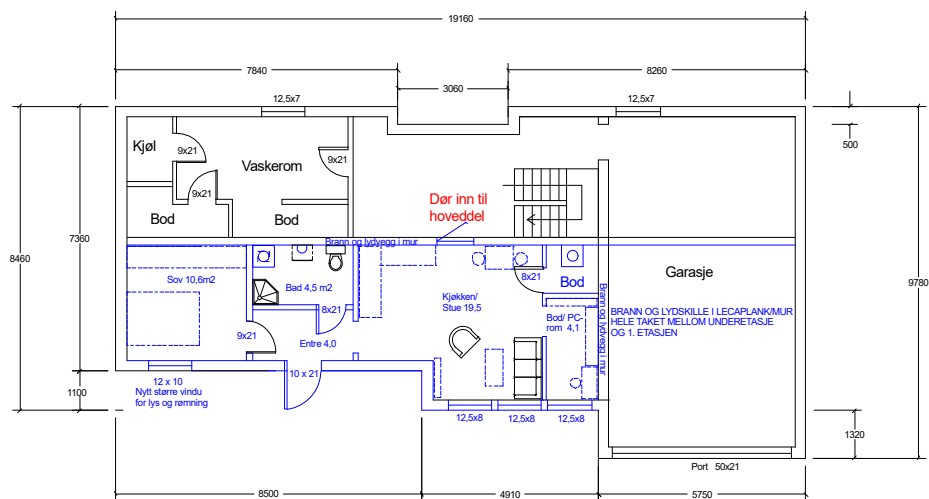 19160
7840
8260
3060
12,5x7
12,5x7
500
Kjøl
9x21
Vaskerom
9x21
9x21
Dør inn til
hoveddel
Bod
Bod
7360
8460
9780
Brann og lydvegg i mur
Sov 10,6m2
Bad 4,5 m2
8x21
Kjøkken/
Stue 19,5
8x21
Bod
Garasje
Brann og lydvegg i mur
BRANN OG LYDSKILLE I LECAPLANK/MUR
HELE TAKET MELLOM UNDERETASJE
OG 1. ETASJEN
Bod/ PC-
rom 4,1
9x21
Entre 4,0
10 x 21
12 x 10
Nytt større vindu
for lys og rømning
1100
12,5x8
12,5x8
12,5x8
1320
Port 50x21
8500
4910
5750